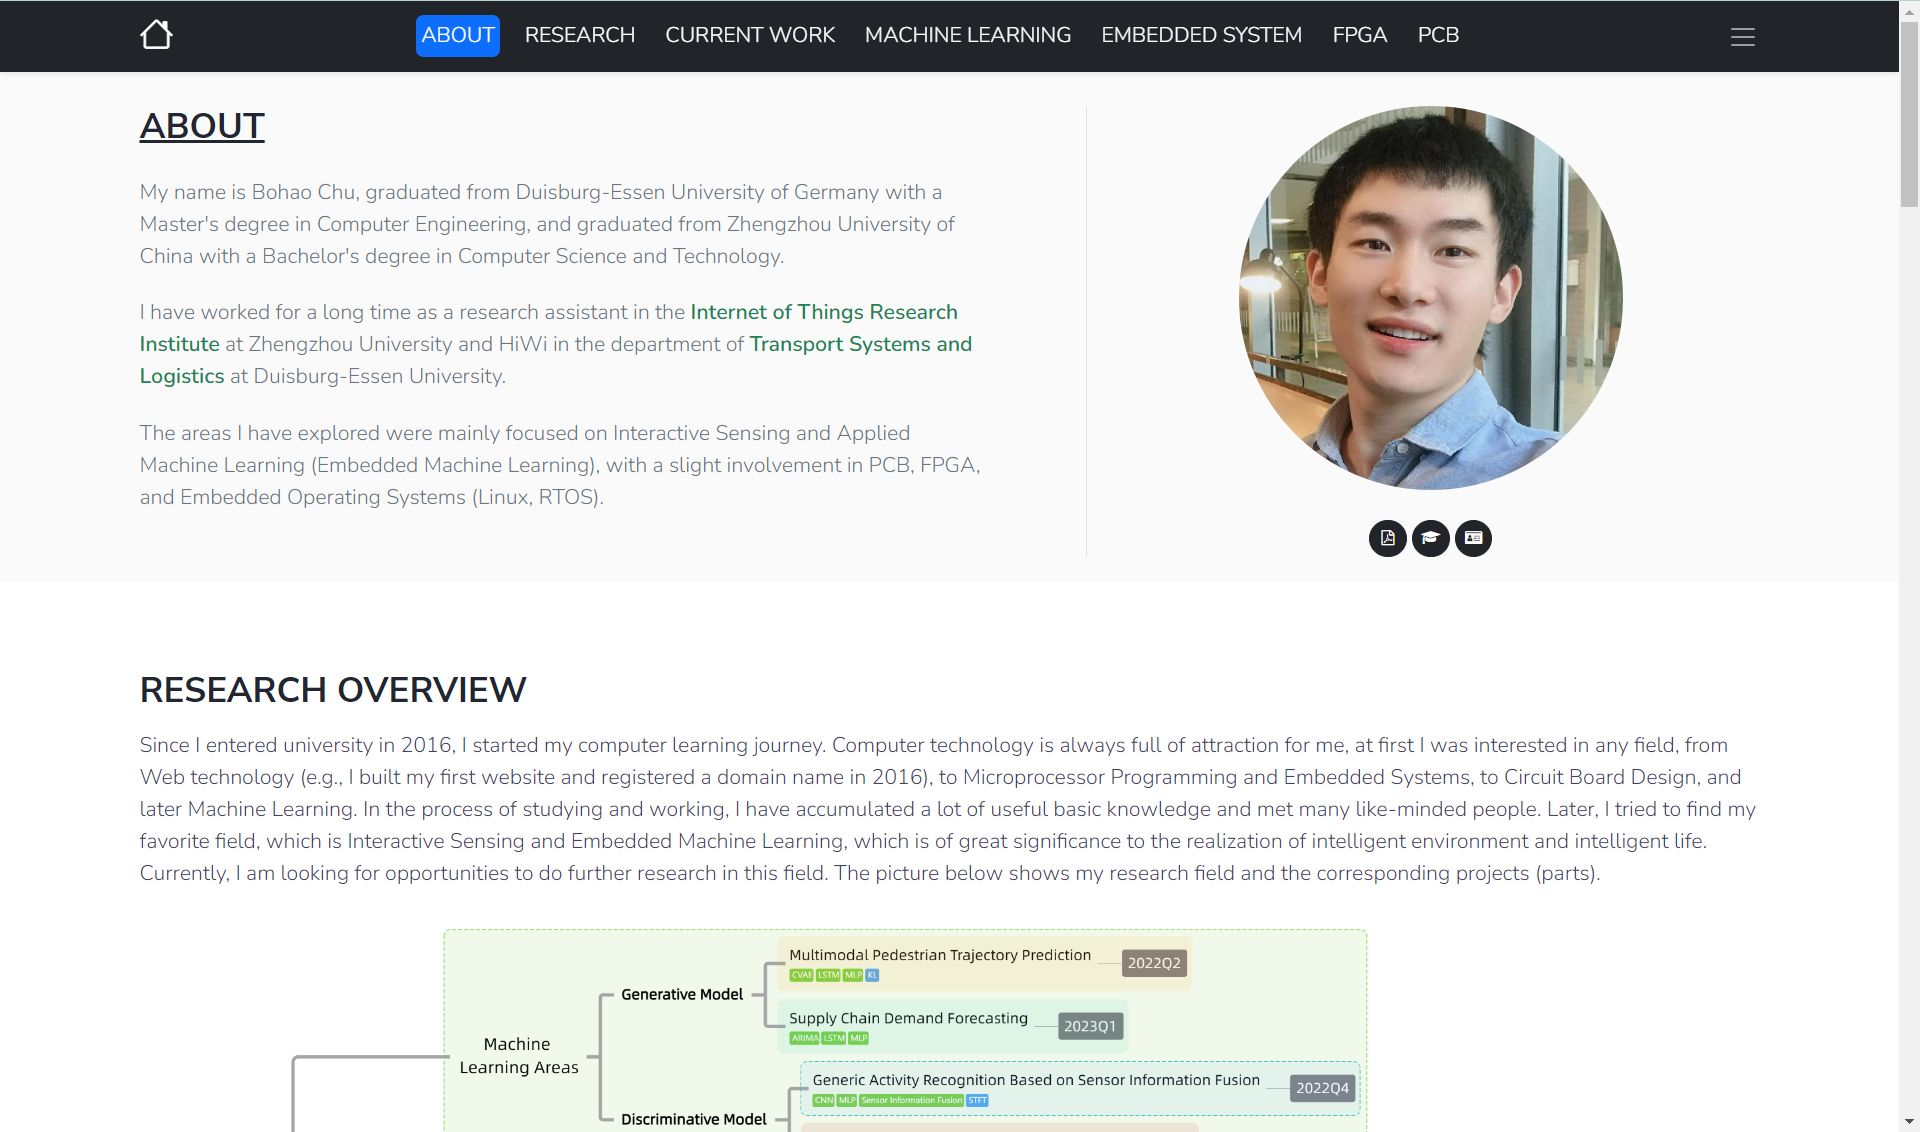 ABOUT RESEARCH CURRENT WORK MACHINE LEARNING EMBEDDED SYSTEM FPGA PCB
ABOUT
My name is Bohao Chu, graduated from Duisburg-Essen University of Germany with a
Master's degree in Computer Engineering, and graduated from Zhengzhou University of
China with a Bachelor's degree in Computer Science and Technology.
I have worked for a long time as a research assistant in the Internet of Things Research
Institute at Zhengzhou University and HiWi in the department of Transport Systems and
Logistics at Duisburg-Essen University.
The areas I have explored were mainly focused on Interactive Sensing and Applied
Machine Learning (Embedded Machine Learning), with a slight involvement in PCB, FPGA,
and Embedded Operating Systems (Linux, RTOS).
RESEARCH OVERVIEW
Since I entered university in 2016, I started my computer learning journey. Computer technology is always full of attraction for me, at first I was interested in any field, from
Web technology (e.g., I built my first website and registered a domain name in 2016), to Microprocessor Programming and Embedded Systems, to Circuit Board Design, and
later Machine Learning. In the process of studying and working, I have accumulated a lot of useful basic knowledge and met many like-minded people. Later, I tried to find my
favorite field, which is Interactive Sensing and Embedded Machine Learning, which is of great significance to the realization of intelligent environment and intelligent life.
Currently, I am looking for opportunities to do further research in this field. The picture below shows my research field and the corresponding projects (parts).
Multimodal Pedestrian Trajectory Prediction 2022Q2
CVAE LSTM MLP KL
Generative Model
Supply Chain Demand Forecasting 2023Q1
ARIMA LSTM MLP
Machine
Learning Areas
Generic Activity Recognition Based on Sensor Information Fusion 2022Q4
CNN MLP Sensor Information Fusion STFT
Discriminative Model